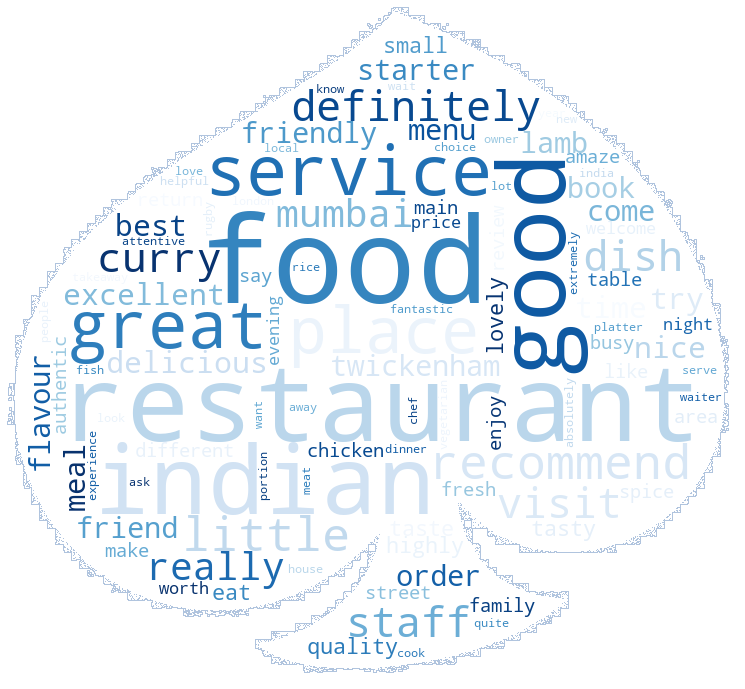 small
starter
wait
know
definitely
new
friendly
menu
owner
lamb
local
choice
amaze
service
good
love
helpful
lot
india
return
book
best
mumbai
main
rugby
london
come
attentive
price
review
welcome
curry
food
extremely
dish
say
rice
table
takeaway
excellent
evening
lovely
time
try
people
great
place
fantastic
platter
night
authentic
busy
nice
delicious
twickenham
fish
like
serve
flavour
restaurant
absolutely
waiter
look
want
away
chef
enjoy
area
experience
different
chicken
dinner
meal
indian
recommend
ask
portion
meat
fresh
visit
spice
friend
little
taste
tasty
make
highly
really
house
order
worth
eat
street
family
staff
quite
quality
cook